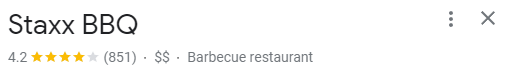 Staxx BBQ
4.2 (851) · $$ · Barbecue restaurant